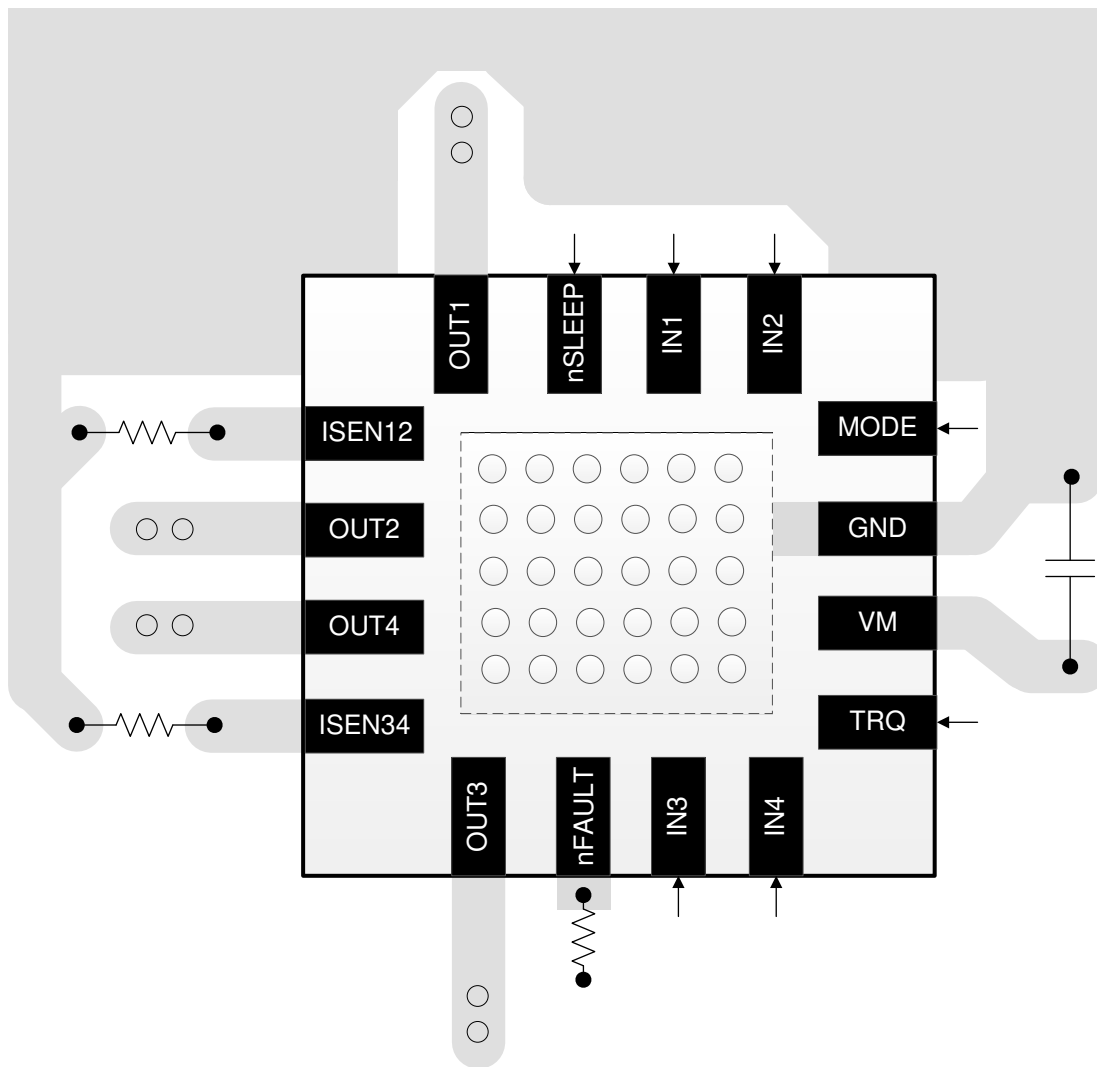 OUT1
nSLEEP
IN1
IN2
ISEN12
MODE
OUT2
GND
OUT4
VM
ISEN34
TRQ
OUT3
nFAULT
IN3
IN4